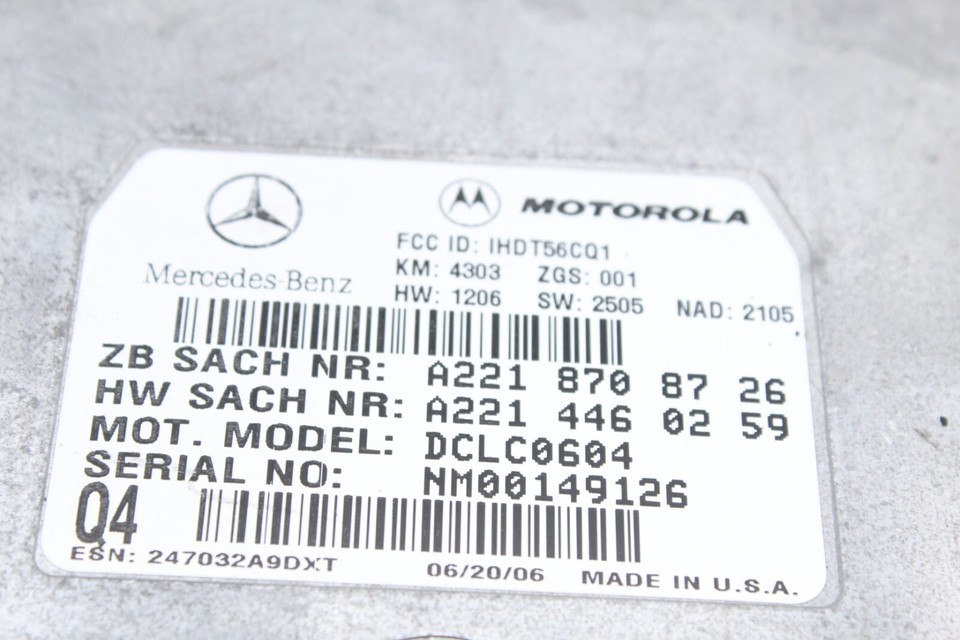 MOTOROLA
Mercedes-Benz
FCC ID: IHDT56CQ1
KM: 4303 ZGS: 001
HW: 1206 SW: 2505 NAD: 2105
ZB SACH NR: A221 870 87 26
HW SACH NR: A221 446 02 59
MOT. MODEL: DCLC0604
SERIAL NO: NM00149126
Q4
ESN: 247032A9DXT 06/20/06 MADE IN U.S.A.